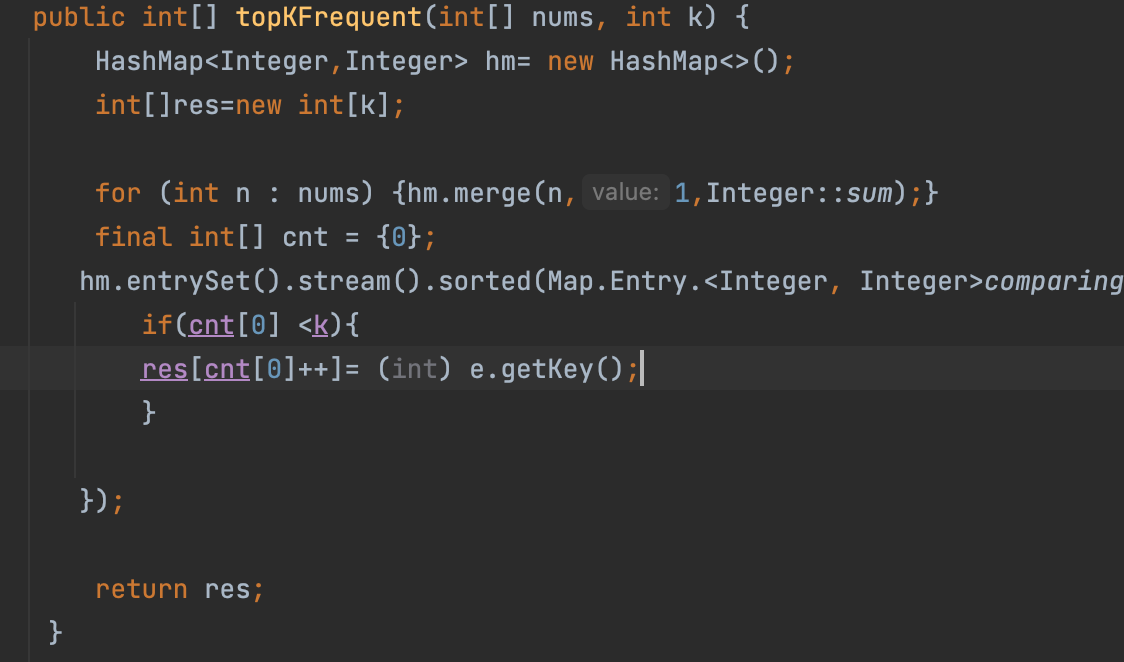 public int[] topKFrequent(int[] nums, int k) {
HashMap<Integer,Integer> hm= new HashMap<>();
int[]res=new int[k];
for (int n : nums) {hm.merge(n, value: 1,Integer::sum);}
final int[] cnt = {0};
hm.entrySet().stream().sorted(Map.Entry.<Integer, Integer>comparing
if(cnt[0] <k){
res[cnt[0]++]= (int) e.getKey();
}
});
return res;
}